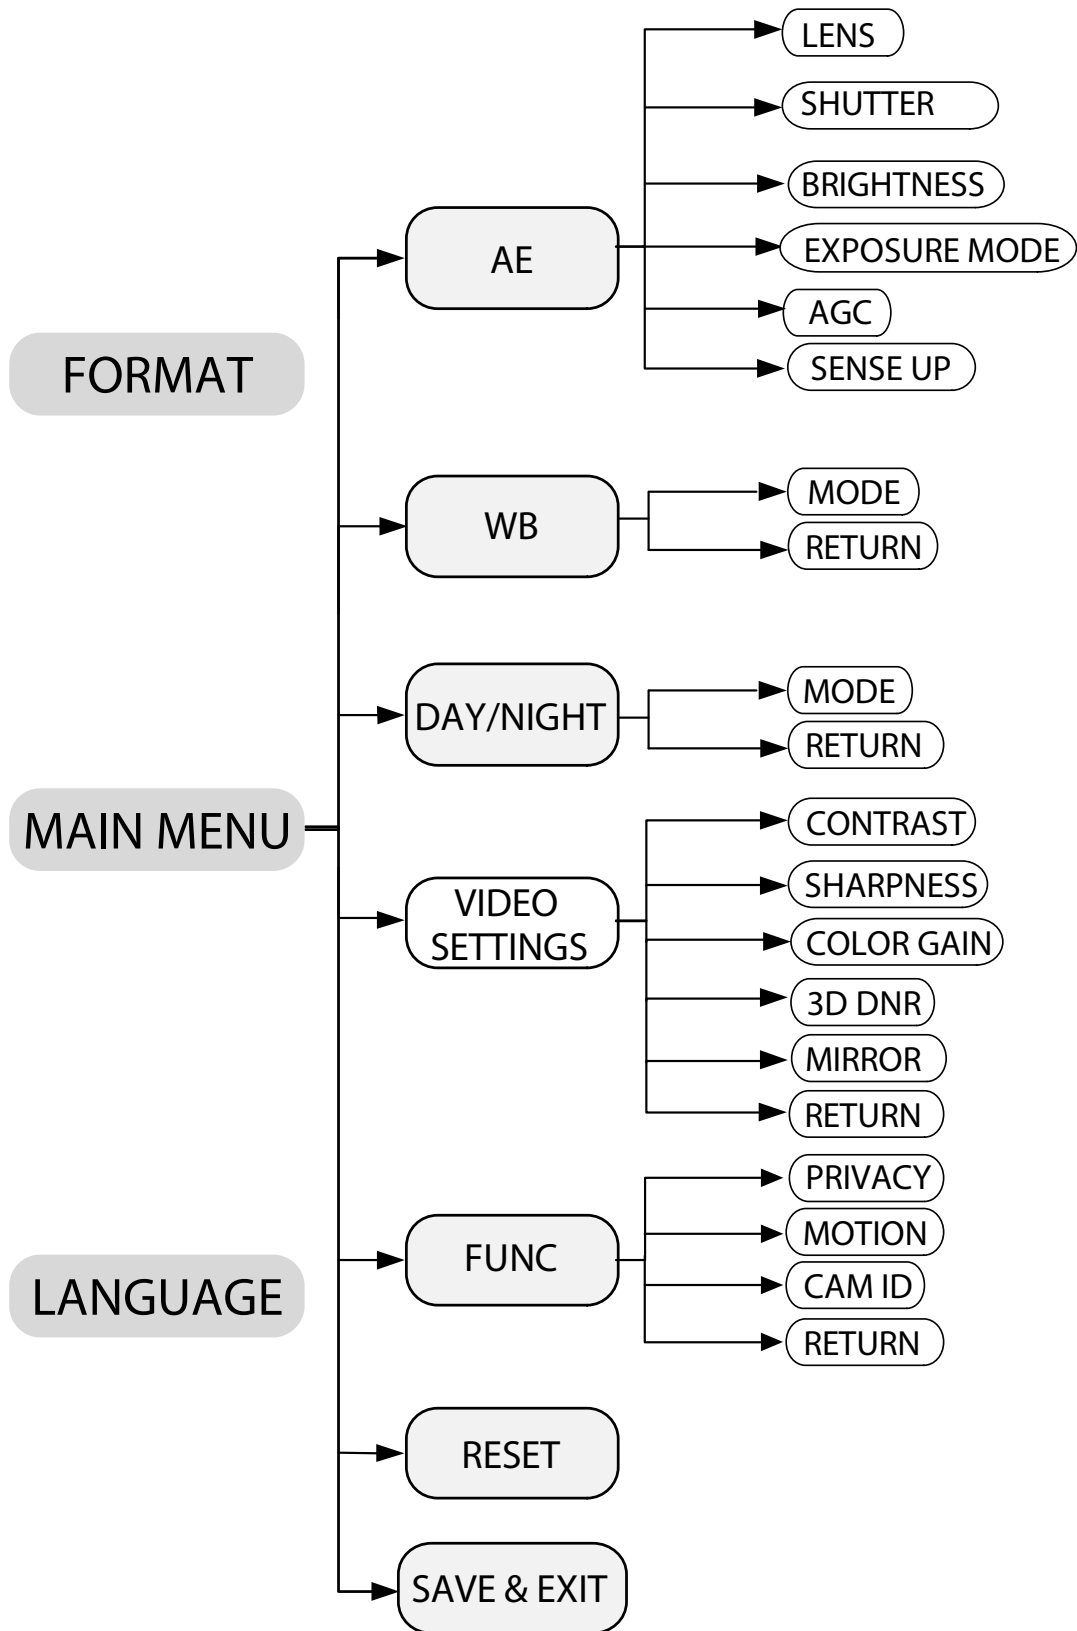 FORMAT
MAIN MENU
LANGUAGE
AE
LENS
SHUTTER
BRIGHTNESS
EXPOSURE MODE
AGC
SENSE UP
WB
MODE
RETURN
DAY/NIGHT
MODE
RETURN
VIDEO
SETTINGS
CONTRAST
SHARPNESS
COLOR GAIN
3D DNR
MIRROR
RETURN
FUNC
PRIVACY
MOTION
CAM ID
RETURN
RESET
SAVE & EXIT